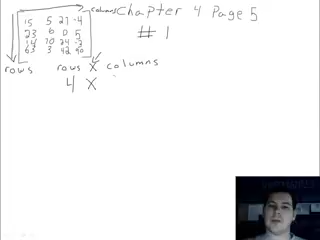 columns Chapter 4 Page 5
# 1
15 5 27 -4
23 6 0 5
14 70 24 -3
63 3 42 90
rows rows X columns
4 X